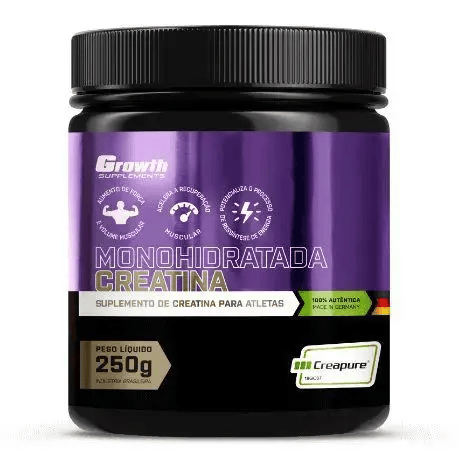 Growth
SUPPLEMENTS
AUMENTO DE FORÇA
E VOLUME MUSCULAR
ACELERA A RECUPERAÇÃO
MUSCULAR
POTENCIALIZA O PROCESSO
DE RESSÍNTESE DE ENERGIA
MONOHIDRATADA
CREATINA
SUPLEMENTO DE CREATINA PARA ATLETAS
100% AUTÊNTICA
MADE IN GERMANY
PESO LÍQUIDO
250g
INDÚSTRIA BRASILEIRA
Creapure®